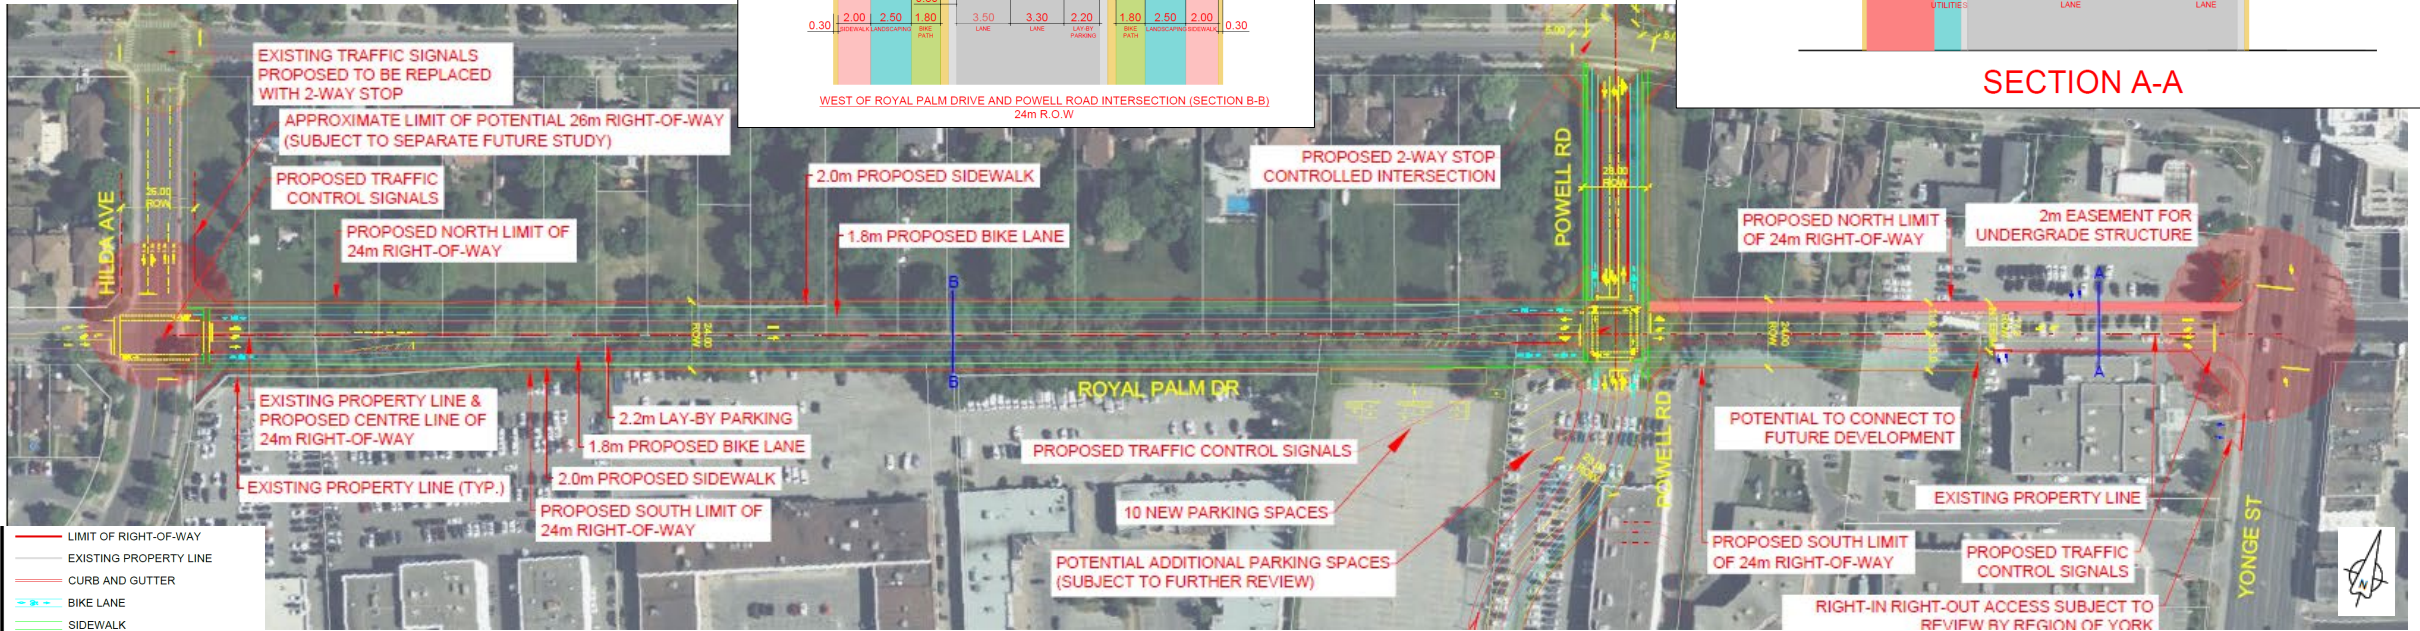 0.30
2.00
2.50
1.80
3.50
3.30
2.20
1.80
2.50
2.00
0.30
SIDEWALK
LANDSCAPING
BIKE
PATH
LANE
LANE
LAY-BY
PARKING
BIKE
PATH
LANDSCAPING
SIDEWALK
WEST OF ROYAL PALM DRIVE AND POWELL ROAD INTERSECTION (SECTION B-B)
24m R.O.W
UTILITIES
LANE
LANE
SECTION A-A
EXISTING TRAFFIC SIGNALS
PROPOSED TO BE REPLACED
WITH 2-WAY STOP
APPROXIMATE LIMIT OF POTENTIAL 26m RIGHT-OF-WAY
(SUBJECT TO SEPARATE FUTURE STUDY)
PROPOSED TRAFFIC
CONTROL SIGNALS
PROPOSED NORTH LIMIT OF
24m RIGHT-OF-WAY
HILDA AVE
26.00
ROW
2.0m PROPOSED SIDEWALK
1.8m PROPOSED BIKE LANE
PROPOSED 2-WAY STOP
CONTROLLED INTERSECTION
POWELL RD
23.00
ROW
PROPOSED NORTH LIMIT
OF 24m RIGHT-OF-WAY
2m EASEMENT FOR
UNDERGRADE STRUCTURE
B
B
A
A
24.00
ROW
24.00
ROW
ROYAL PALM DR
EXISTING PROPERTY LINE &
PROPOSED CENTRE LINE OF
24m RIGHT-OF-WAY
EXISTING PROPERTY LINE (TYP.)
2.2m LAY-BY PARKING
1.8m PROPOSED BIKE LANE
2.0m PROPOSED SIDEWALK
PROPOSED SOUTH LIMIT OF
24m RIGHT-OF-WAY
PROPOSED TRAFFIC CONTROL SIGNALS
10 NEW PARKING SPACES
POTENTIAL ADDITIONAL PARKING SPACES
(SUBJECT TO FURTHER REVIEW)
POWELL RD
POTENTIAL TO CONNECT TO
FUTURE DEVELOPMENT
EXISTING PROPERTY LINE
PROPOSED SOUTH LIMIT
OF 24m RIGHT-OF-WAY
PROPOSED TRAFFIC
CONTROL SIGNALS
RIGHT-IN RIGHT-OUT ACCESS SUBJECT TO
REVIEW BY REGION OF YORK
YONGE ST
N
LIMIT OF RIGHT-OF-WAY
EXISTING PROPERTY LINE
CURB AND GUTTER
BIKE LANE
SIDEWALK